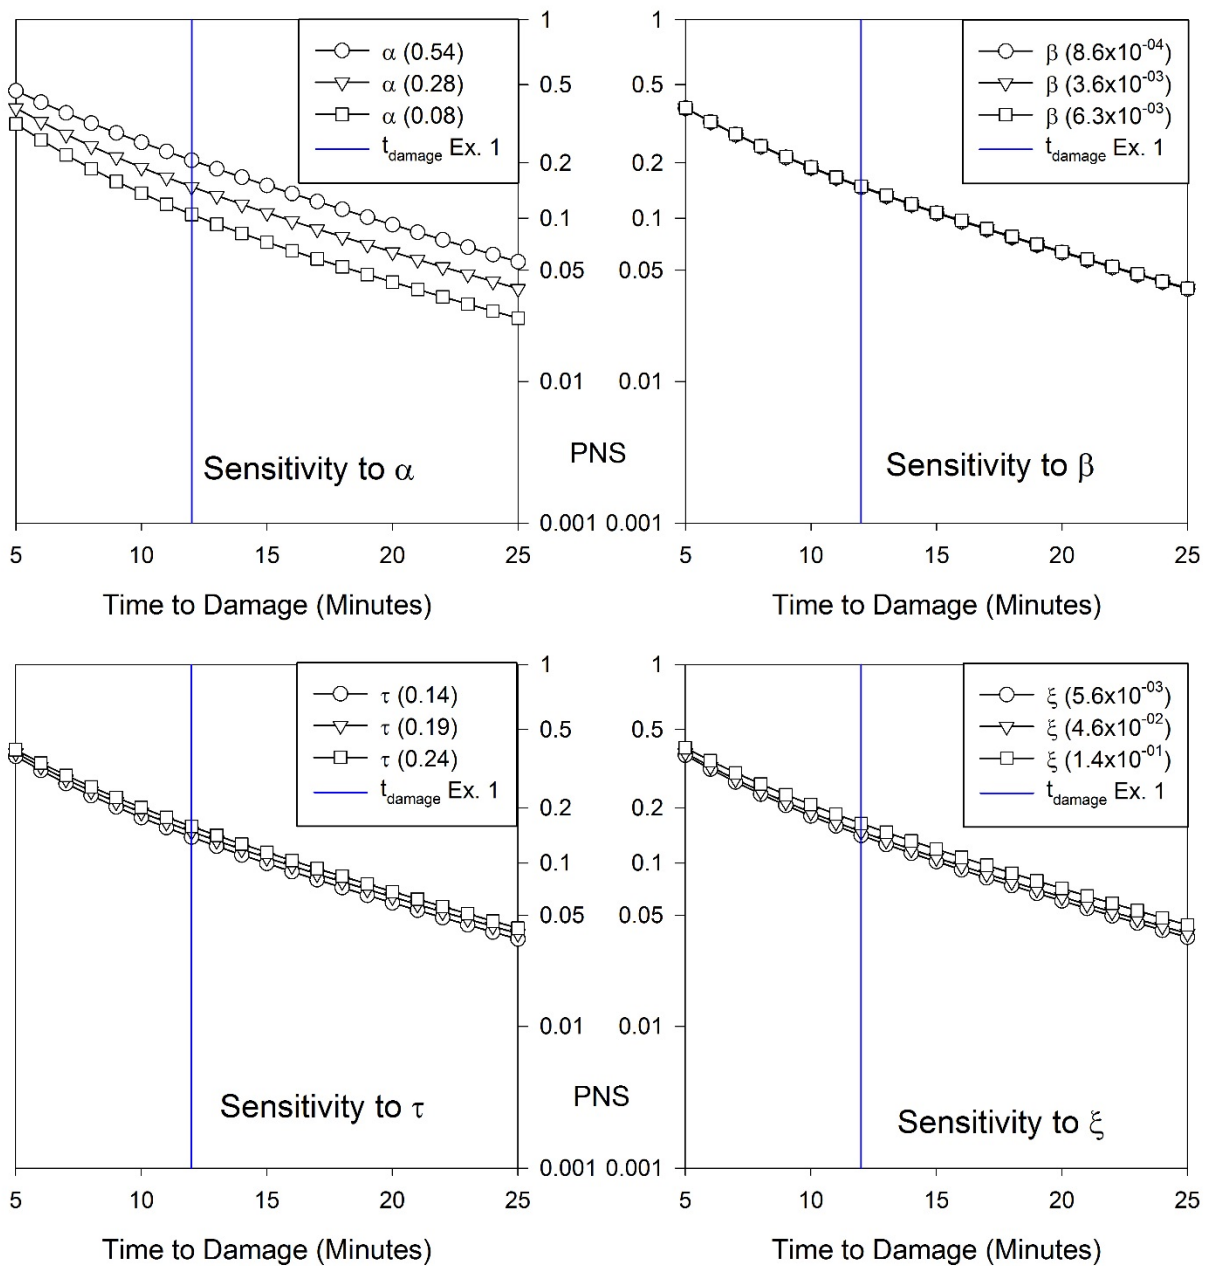 1
0.5
0.2
0.1
0.05
0.01
0.001
α (0.54)
α (0.28)
α (0.08)
t_damage Ex. 1
Sensitivity to α
5 10 15 20 25
Time to Damage (Minutes)
PNS
1
0.5
0.2
0.1
0.05
0.01
0.001
β (8.6x10^-04)
β (3.6x10^-03)
β (6.3x10^-03)
t_damage Ex. 1
Sensitivity to β
5 10 15 20 25
Time to Damage (Minutes)
1
0.5
0.2
0.1
0.05
0.01
0.001
τ (0.14)
τ (0.19)
τ (0.24)
t_damage Ex. 1
Sensitivity to τ
5 10 15 20 25
Time to Damage (Minutes)
PNS
1
0.5
0.2
0.1
0.05
0.01
0.001
ξ (5.6x10^-03)
ξ (4.6x10^-02)
ξ (1.4x10^-01)
t_damage Ex. 1
Sensitivity to ξ
5 10 15 20 25
Time to Damage (Minutes)